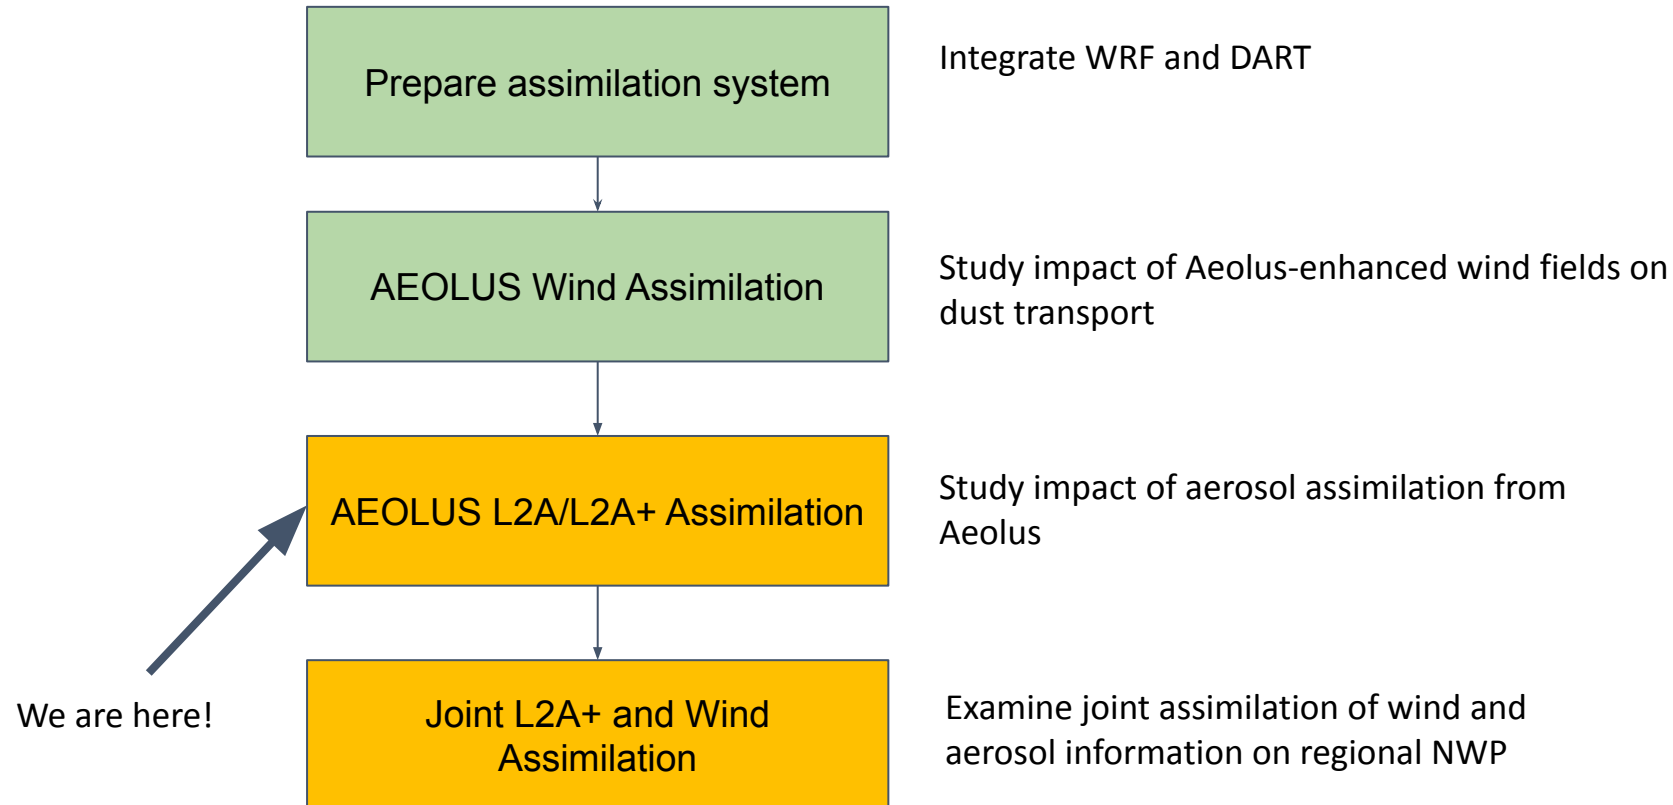 Prepare assimilation system
Integrate WRF and DART
AEOLUS Wind Assimilation
Study impact of Aeolus-enhanced wind fields on
dust transport
AEOLUS L2A/L2A+ Assimilation
Study impact of aerosol assimilation from
Aeolus
We are here!
Joint L2A+ and Wind
Assimilation
Examine joint assimilation of wind and
aerosol information on regional NWP